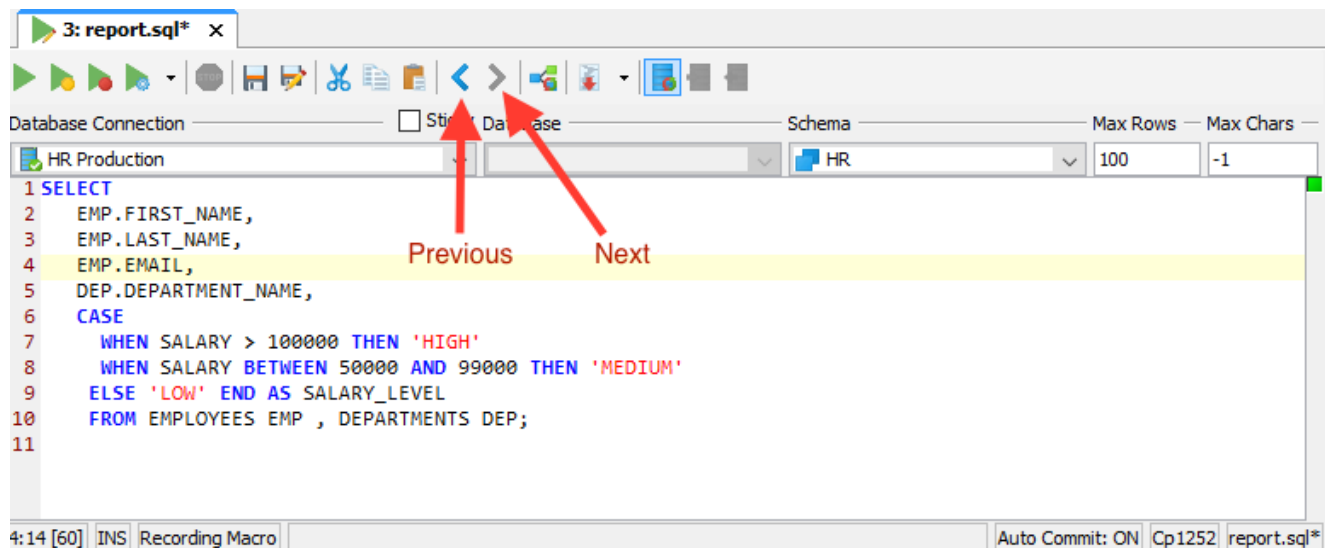 3: report.sql* x
STOP
Database Connection Sticky Database Schema Max Rows Max Chars
HR Production HR 100 -1
1 SELECT
2 EMP.FIRST_NAME,
3 EMP.LAST_NAME,
Previous Next
4 EMP.EMAIL,
5 DEP.DEPARTMENT_NAME,
6 CASE
7 WHEN SALARY > 100000 THEN 'HIGH'
8 WHEN SALARY BETWEEN 50000 AND 99000 THEN 'MEDIUM'
9 ELSE 'LOW' END AS SALARY_LEVEL
10 FROM EMPLOYEES EMP , DEPARTMENTS DEP;
11
4:14 [60] INS Recording Macro Auto Commit: ON Cp1252 report.sql*